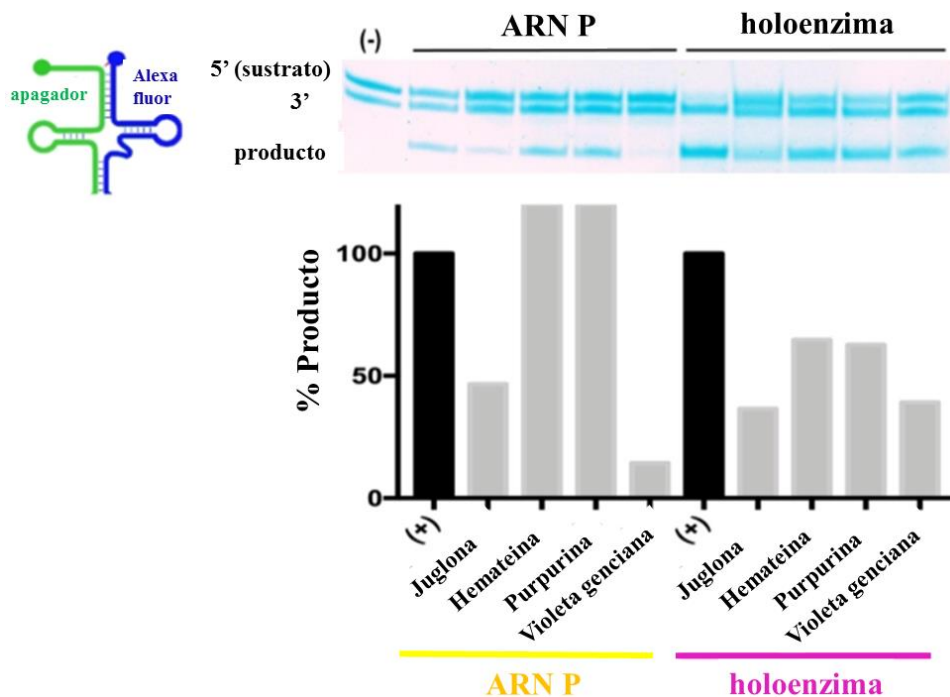 (-)
ARN P
holoenzima
5' (sustrato)
3'
producto
apagador
Alexa
fluor
% Producto
100
50
0
(+)
Juglona
Hemateina
Purpurina
Violeta genciana
(+)
Juglona
Hemateina
Purpurina
Violeta genciana
ARN P
holoenzima